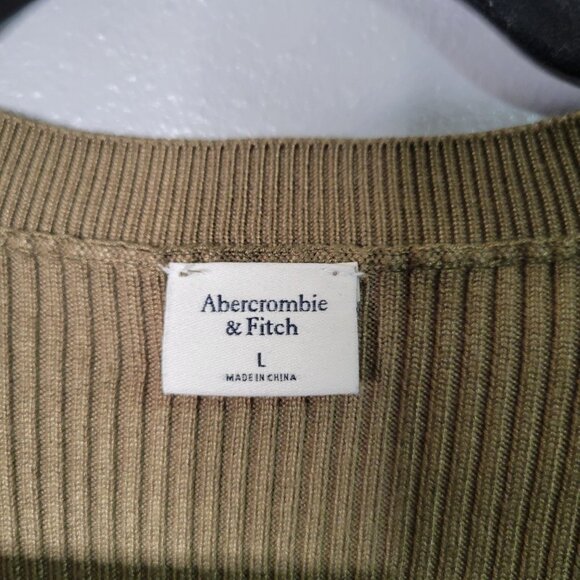 Abercrombie
& Fitch
L
MADE IN CHINA